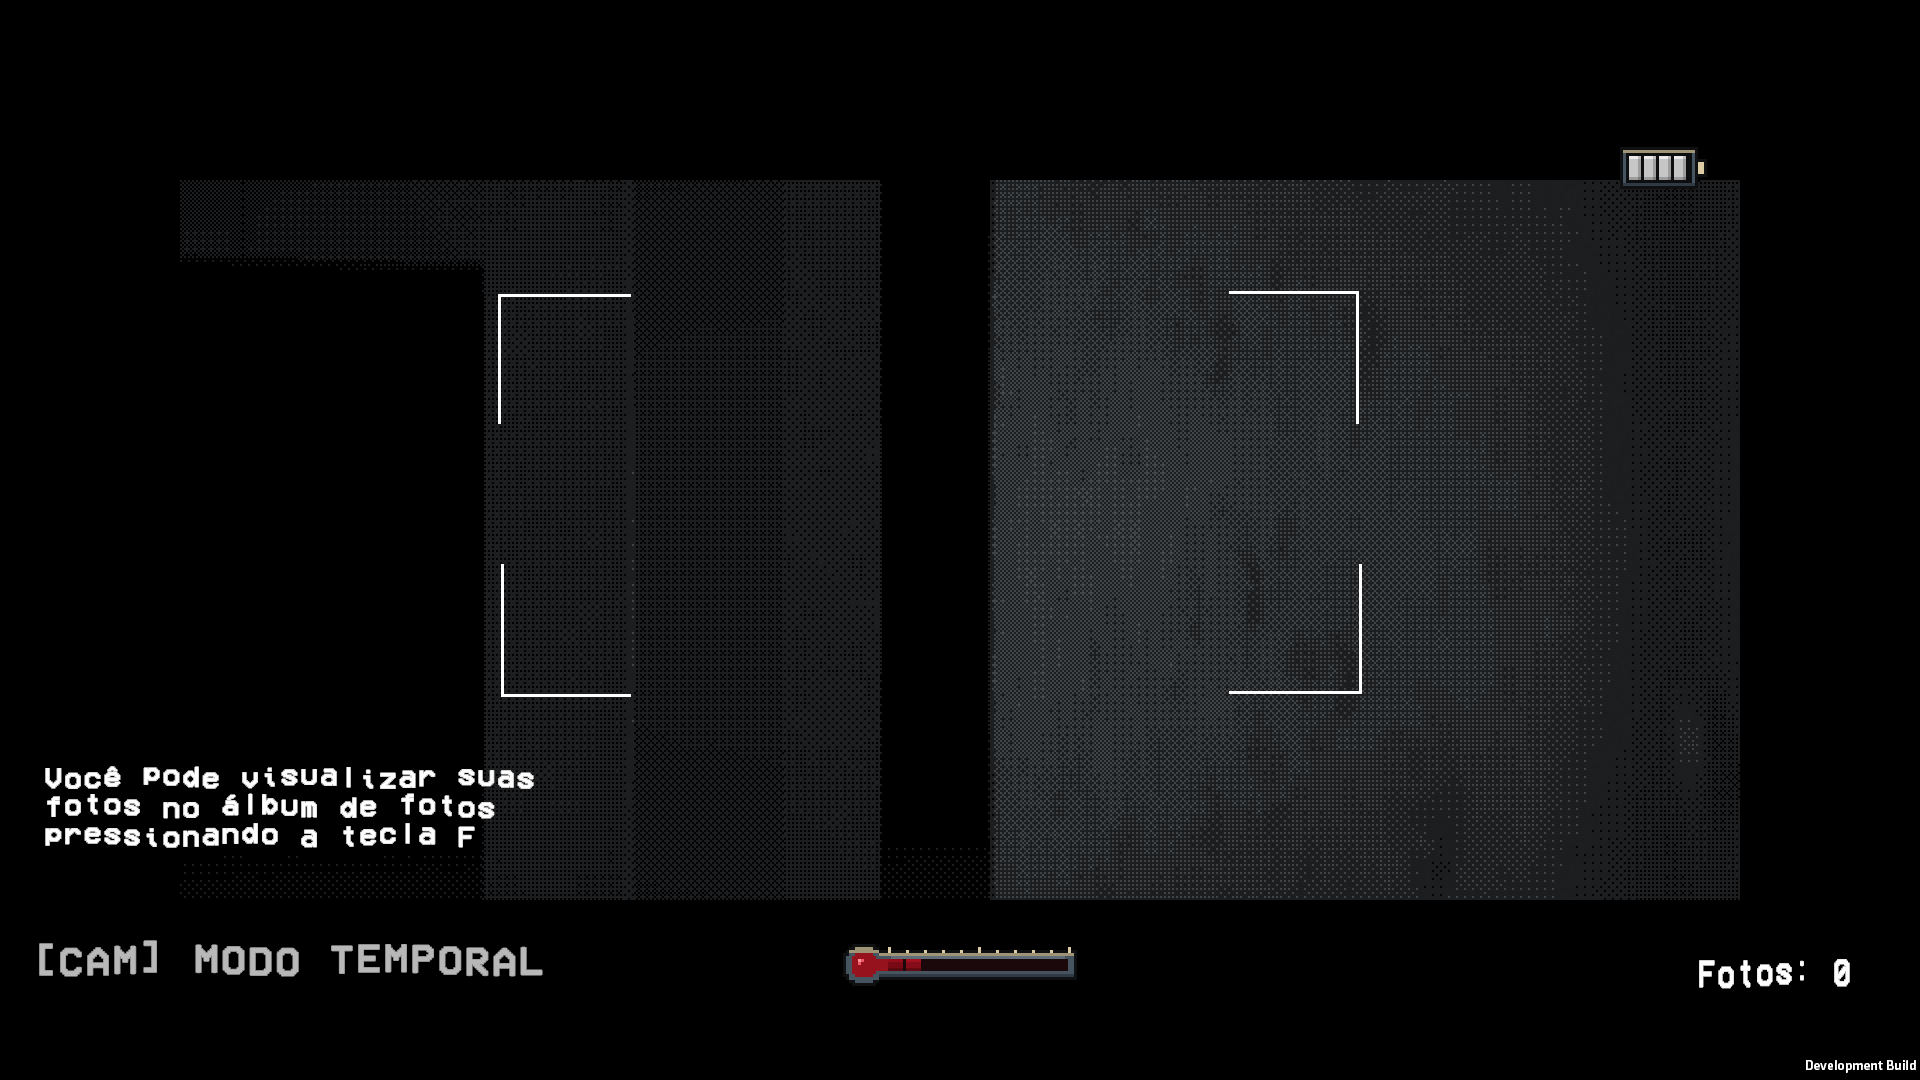 Você pode visualizar suas
fotos no álbum de fotos
pressionando a tecla F
[CAM] MODO TEMPORAL
Fotos: 0
Development Build